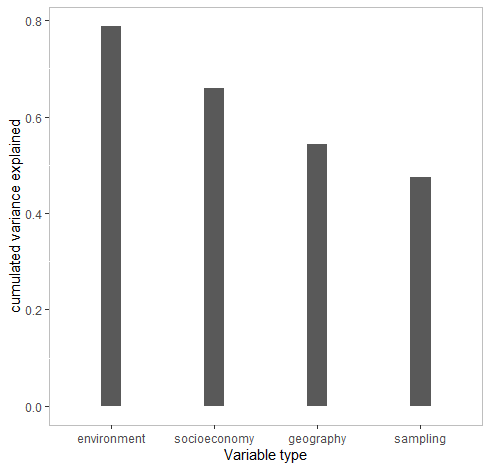 0.8
0.6
0.4
0.2
0.0
cumulated variance explained
environment
socioeconomy
geography
sampling
Variable type